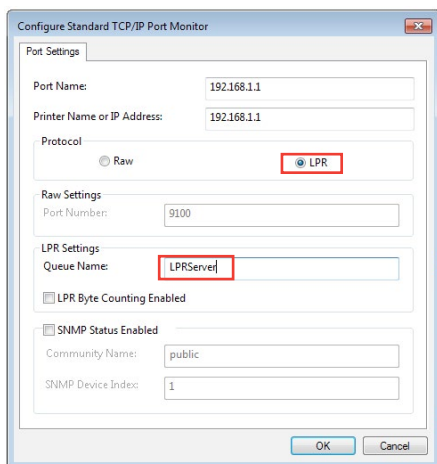 Configure Standard TCP/IP Port Monitor
Port Settings
Port Name: 192.168.1.1
Printer Name or IP Address: 192.168.1.1
Protocol
Raw LPR
Raw Settings
Port Number: 9100
LPR Settings
Queue Name: LPRServer
LPR Byte Counting Enabled
SNMP Status Enabled
Community Name: public
SNMP Device Index: 1
OK Cancel